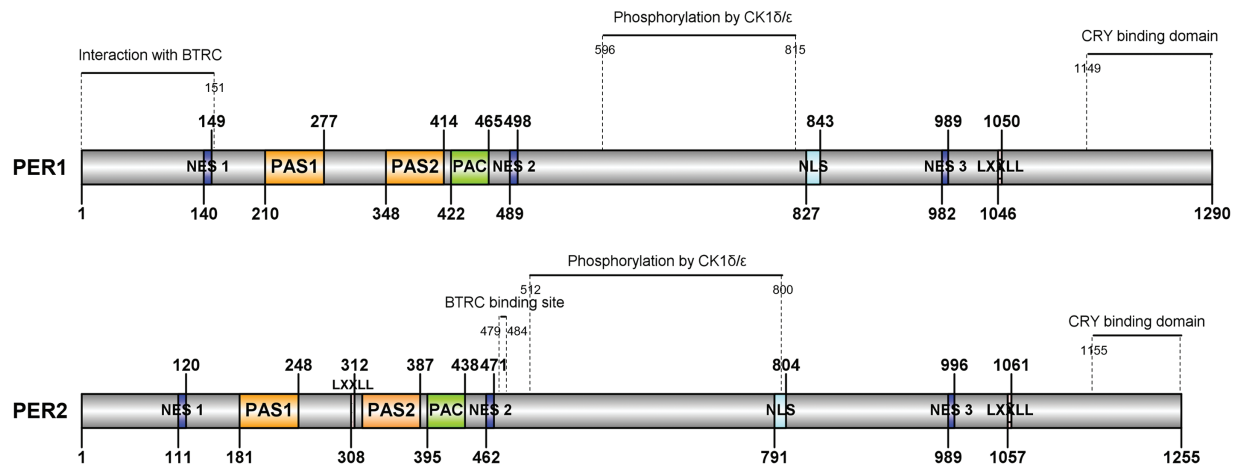 Phosphorylation by CK1δ/ε
596 815
CRY binding domain
1149
Interaction with BTRC
151
149 277 414 465 498 843 989 1050
PER1 NES 1 PAS1 PAS2 PAC NES 2 NLS NES 3 LXXLL
1 140 210 348 422 489 827 982 1046 1290
Phosphorylation by CK1δ/ε
512 800
BTRC binding site
479 484
CRY binding domain
1155
120 248 312 387 438 471 804 996 1061
LXXLL
PER2 NES 1 PAS1 PAS2 PAC NES 2 NLS NES 3 LXXLL
1 111 181 308 395 462 791 989 1057 1255